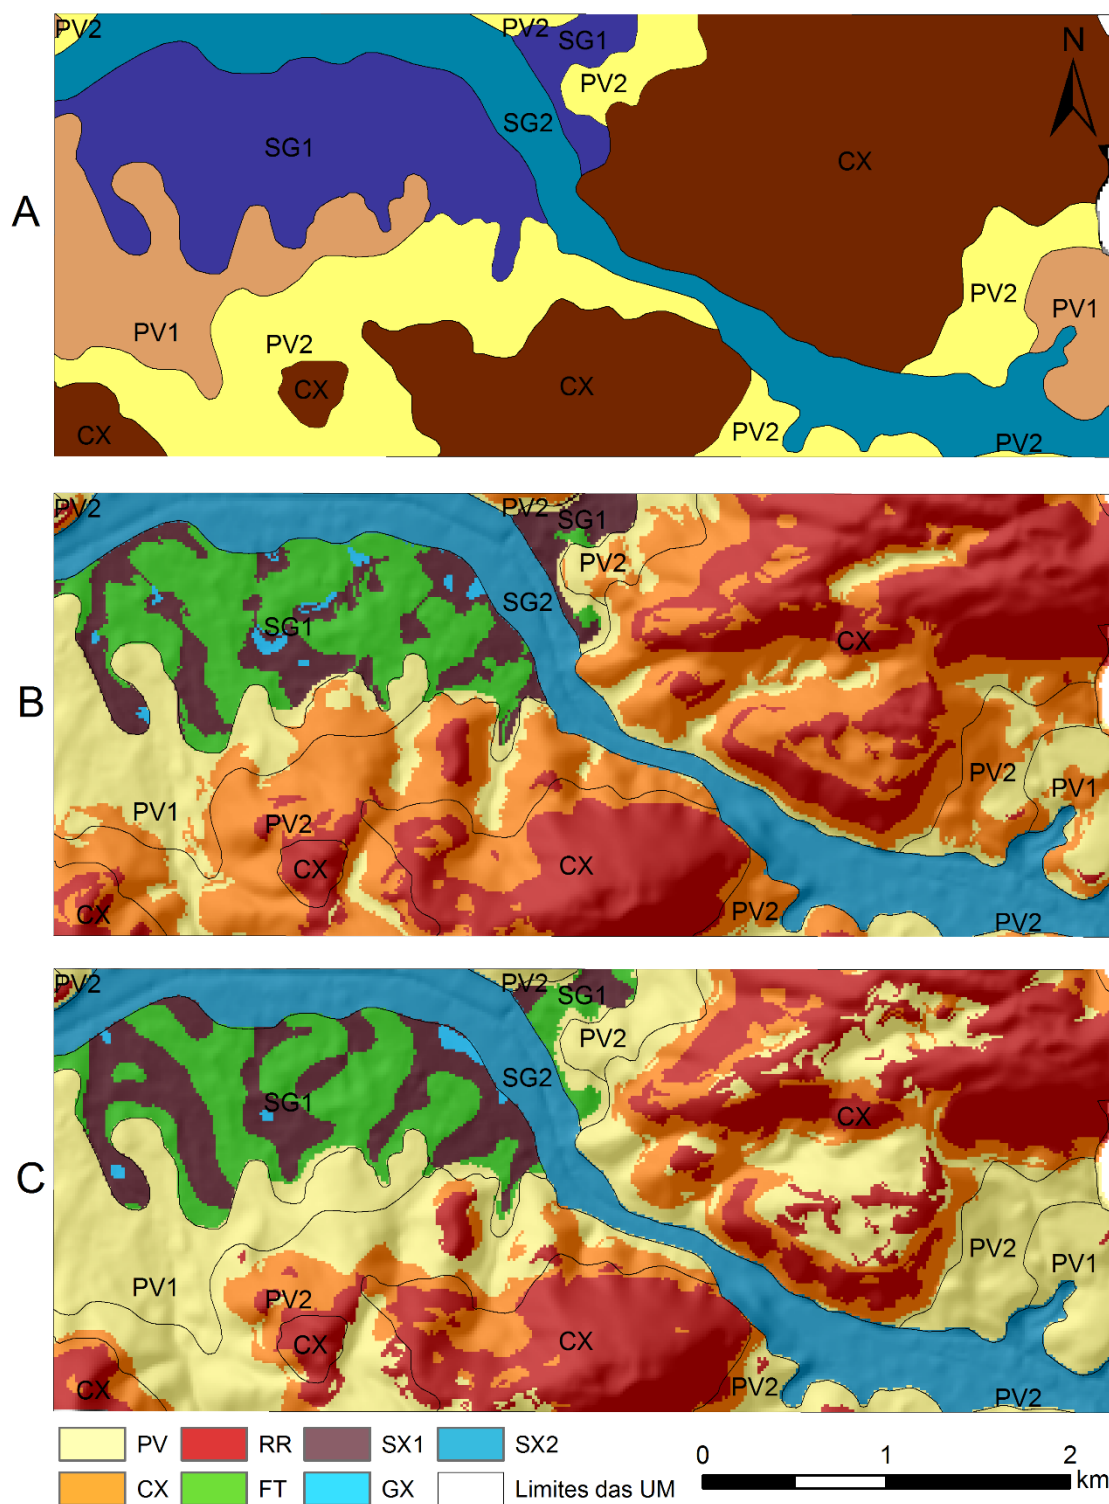 PV2
PV2
SG1
N
PV2
SG2
SG1
CX
A
PV2
PV1
PV1
PV2
CX
CX
CX
PV2
PV2
PV2
PV2
SG1
PV2
SG2
SG1
CX
B
PV2
PV1
PV1
PV2
CX
CX
CX
PV2
PV2
PV2
PV2
SG1
PV2
SG2
SG1
CX
C
PV2
PV1
PV1
PV2
CX
CX
CX
PV2
PV2
PV RR SX1 SX2
CX FT GX Limites das UM
0 1 2
km